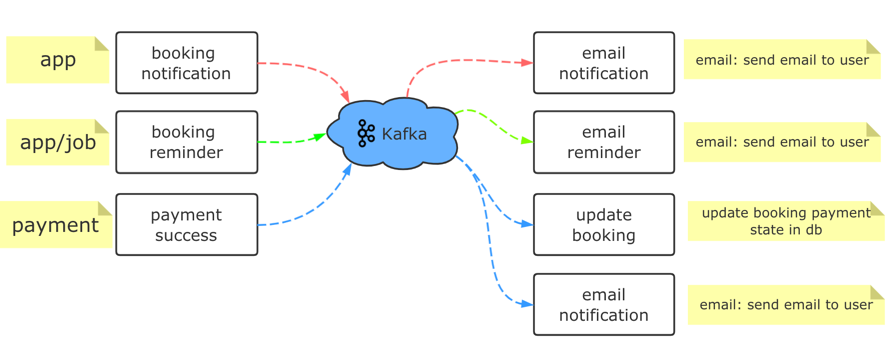 app
booking
notification
email
notification
email: send email to user
app/job
booking
reminder
Kafka
email
reminder
email: send email to user
payment
payment
success
update
booking
update booking payment
state in db
email
notification
email: send email to user